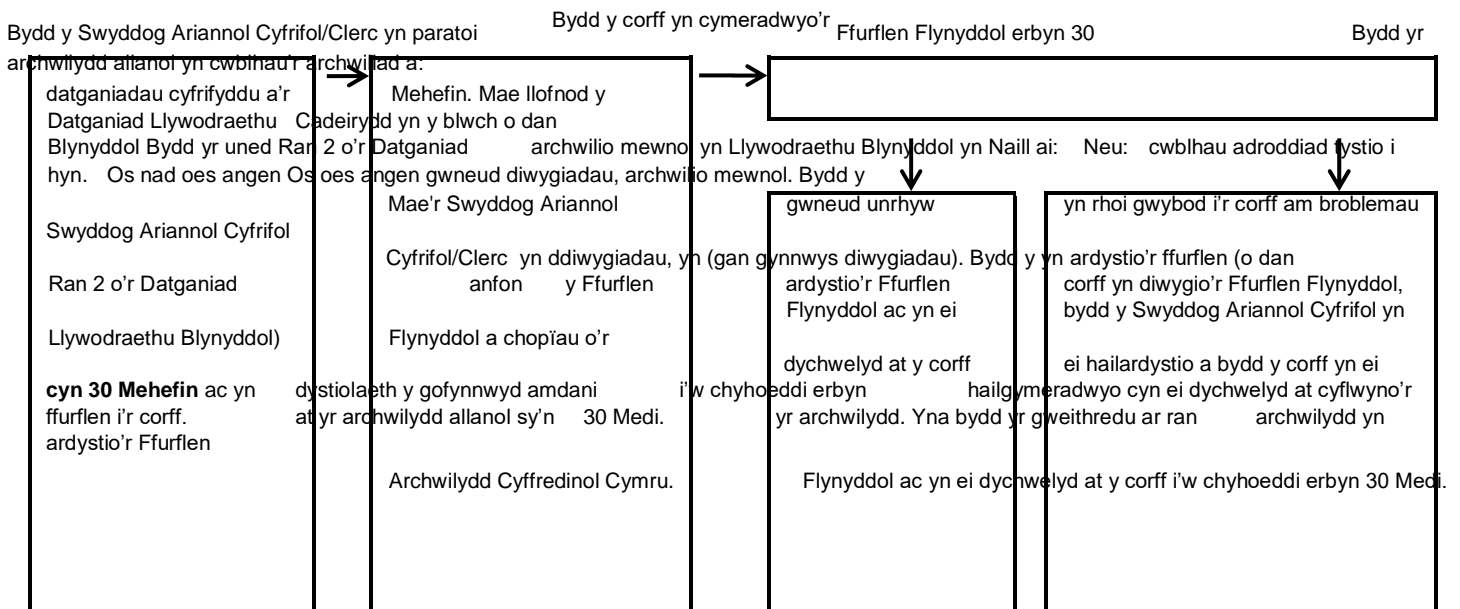 Bydd y Swyddog Ariannol Cyfrifol/Clerc yn paratoi Bydd y corff yn cymeradwyo’r Ffurflen Flynyddol erbyn 30 Bydd yr
archwilydd allanol yn cwblhau’r archwiliad a:
datganiadau cyfrifyddu a’r Mehefin. Mae llofnod y
Datganiad Llywodraethu Cadeirydd yn y blwch o dan
Blynyddol Bydd yr uned Ran 2 o’r Datganiad archwilio mewnol yn Llywodraethu Blynyddol yn Naill ai: Neu: cwblhau adroddiad tystio i
hyn. Os nad oes angen Os oes angen gwneud diwygiadau, archwilio mewnol. Bydd y
Mae'r Swyddog Ariannol gwneud unrhyw yn rhoi gwybod i’r corff am broblemau
Swyddog Ariannol Cyfrifol
Cyfrifol/Clerc yn ddiwygiadau, yn (gan gynnwys diwygiadau). Bydd y yn ardystio’r ffurflen (o dan
Ran 2 o’r Datganiad anfon y Ffurflen ardystio’r Ffurflen corff yn diwygio’r Ffurflen Flynyddol,
Flynyddol ac yn ei bydd y Swyddog Ariannol Cyfrifol yn
Llywodraethu Blynyddol) Flynyddol a chopïau o’r
dychwelyd at y corff ei hailardystio a bydd y corff yn ei
cyn 30 Mehefin ac yn dystiolaeth y gofynnwyd amdani i’w chyhoeddi erbyn hailgymeradwyo cyn ei dychwelyd at cyflwyno’r
ffurflen i’r corff. at yr archwilydd allanol sy’n 30 Medi. yr archwilydd. Yna bydd yr gweithredu ar ran archwilydd yn
ardystio’r Ffurflen
Archwilydd Cyffredinol Cymru. Flynyddol ac yn ei dychwelyd at y corff i’w chyhoeddi erbyn 30 Medi.